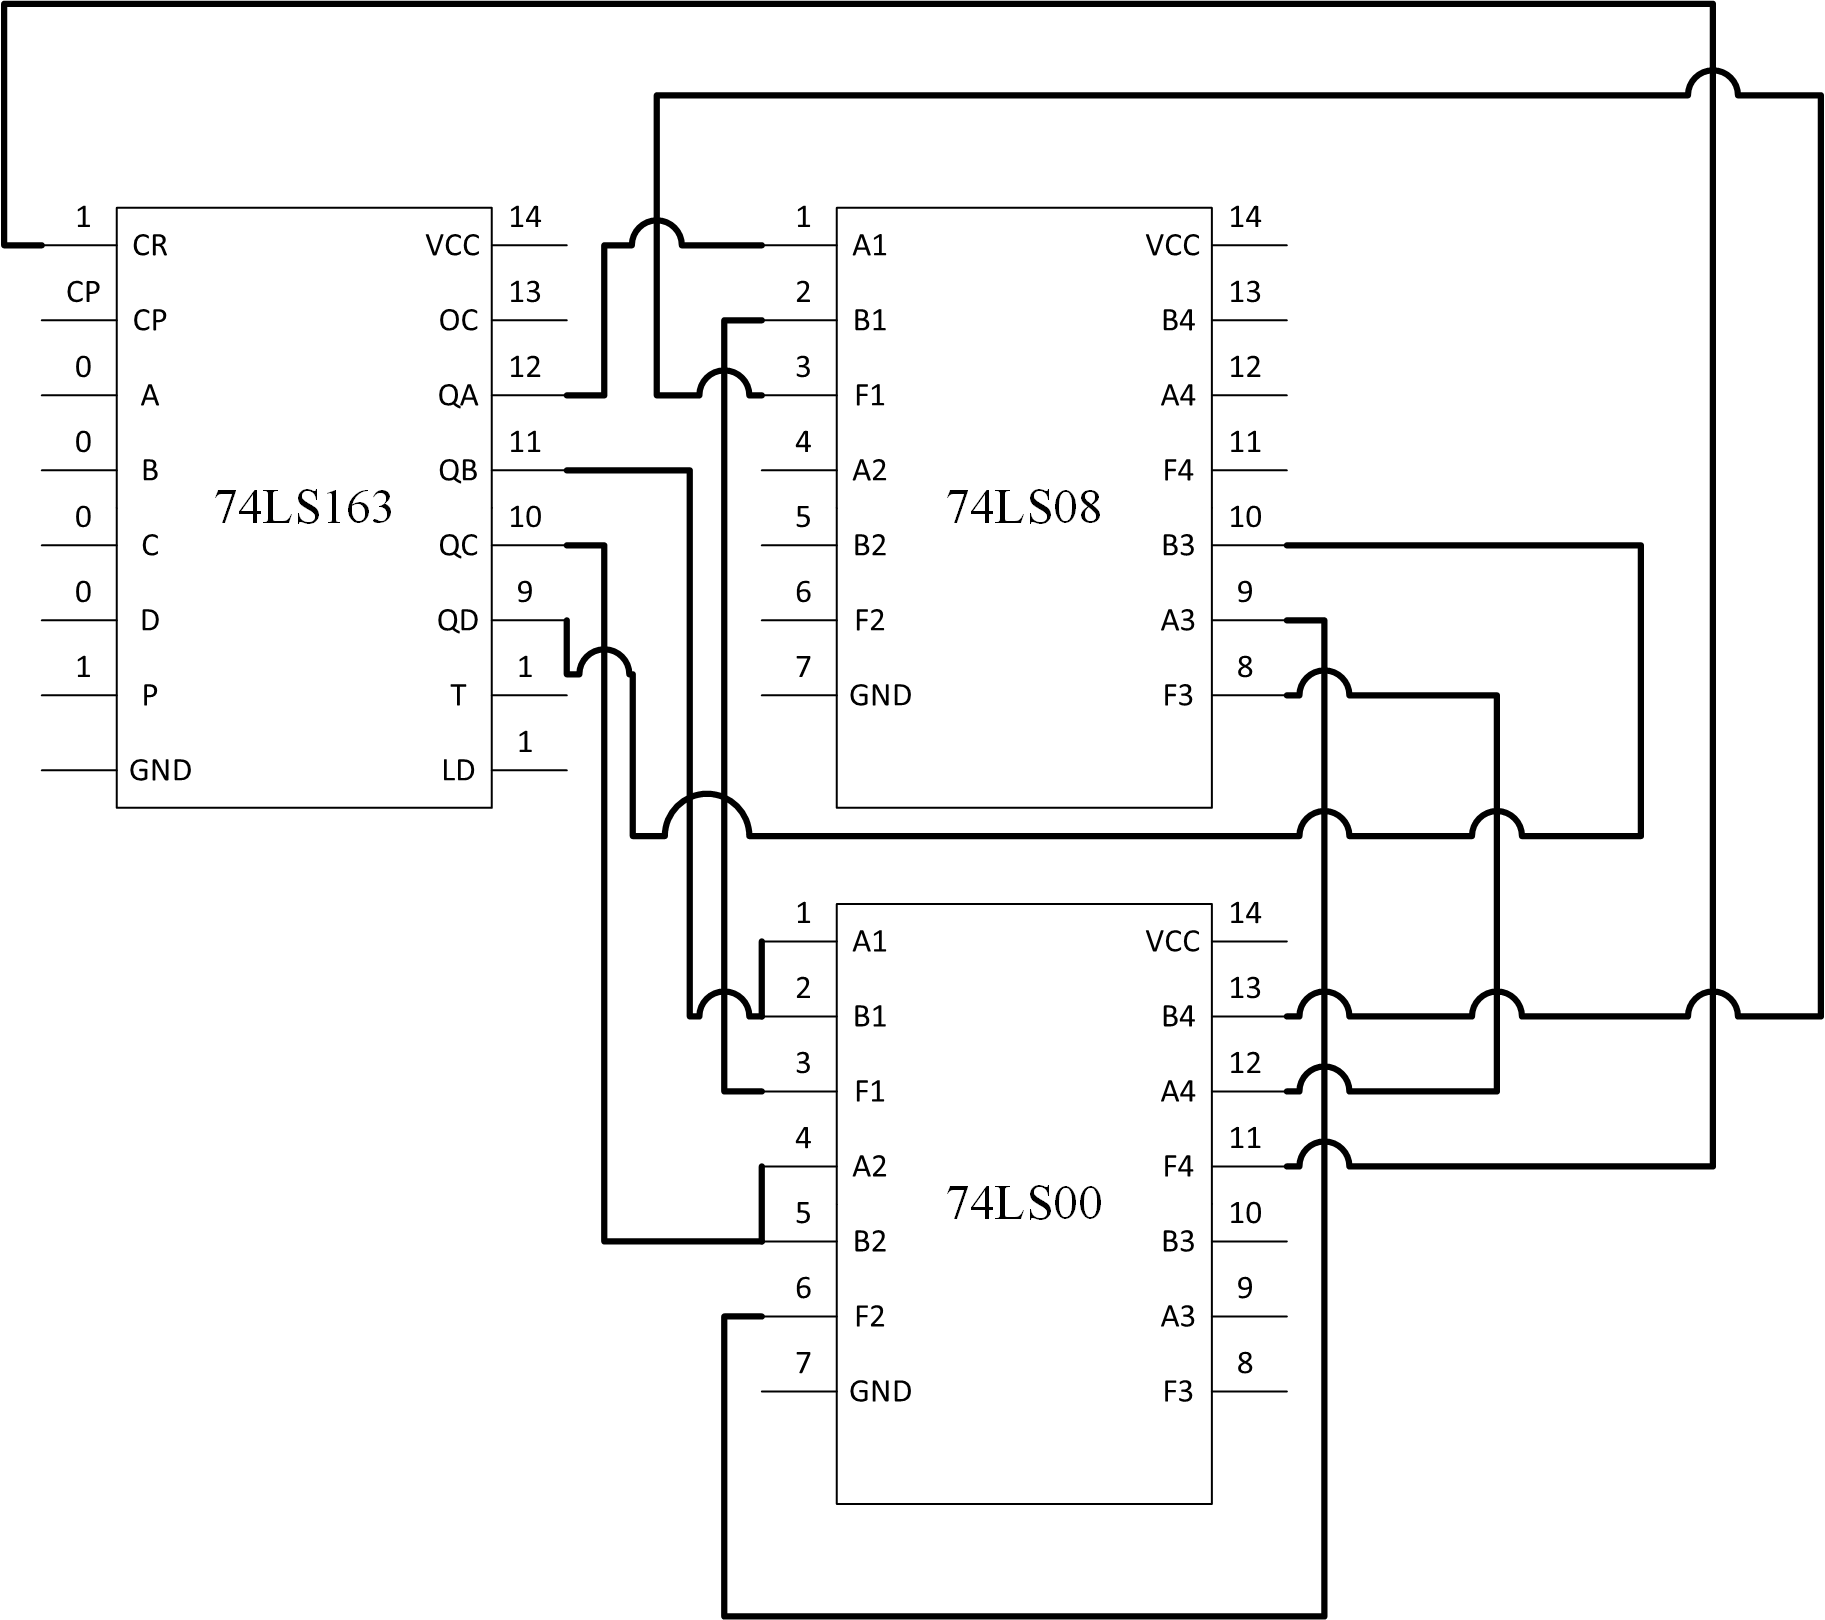 1 CR VCC 14
CP CP OC 13
0 A QA 12
0 B QB 11
0 C QC 10
0 D QD 9
1 P T 1
GND LD 1
74LS163
1 A1 VCC 14
2 B1 B4 13
3 F1 A4 12
4 A2 F4 11
5 B2 B3 10
6 F2 A3 9
7 GND F3 8
74LS08
1 A1 VCC 14
2 B1 B4 13
3 F1 A4 12
4 A2 F4 11
5 B2 B3 10
6 F2 A3 9
7 GND F3 8
74LS00